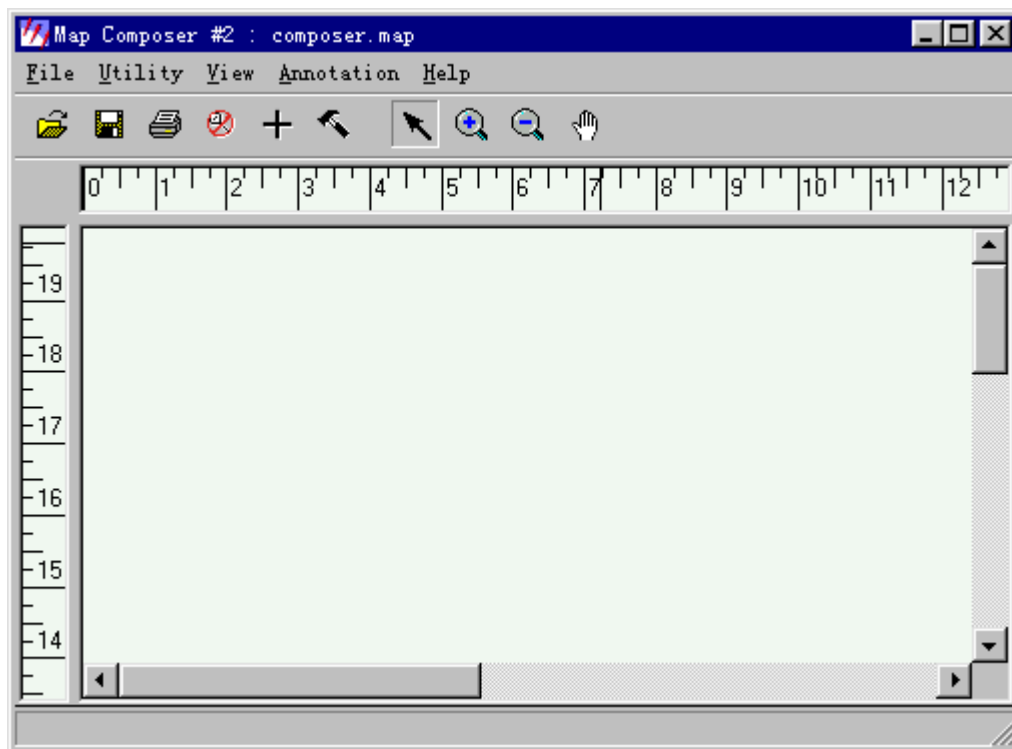 Map Composer #2 : composer.map
File Utility View Annotation Help
0 1 2 3 4 5 6 7 8 9 10 11 12
19
18
17
16
15
14